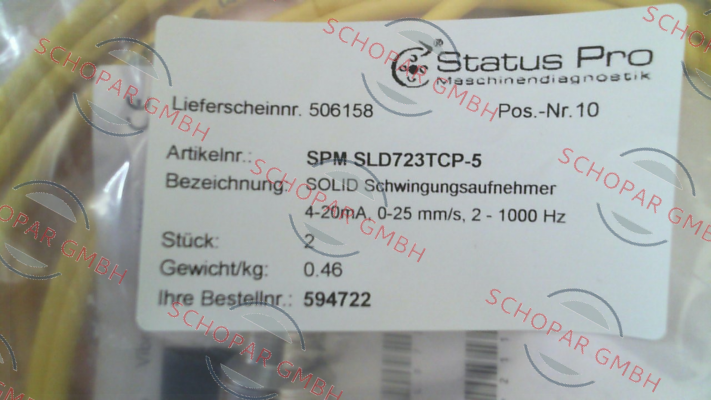 Status Pro
Maschinendiagnostik
Lieferscheinnr. 506158 Pos.-Nr. 10
Artikelnr.: SPM SLD723TCP-5
Bezeichnung: SOLID Schwingungsaufnehmer
4-20mA, 0-25 mm/s, 2 - 1000 Hz
Stück: 2
Gewicht/kg: 0.46
Ihre Bestellnr.: 594722
SCHOPAR GMBH
SCHOPAR GMBH
SCHOPAR GMBH
SCHOPAR GMBH
SCHOPAR GMBH
SCHOPAR GMBH
SCHOPAR GMBH
SCHOPAR GMBH